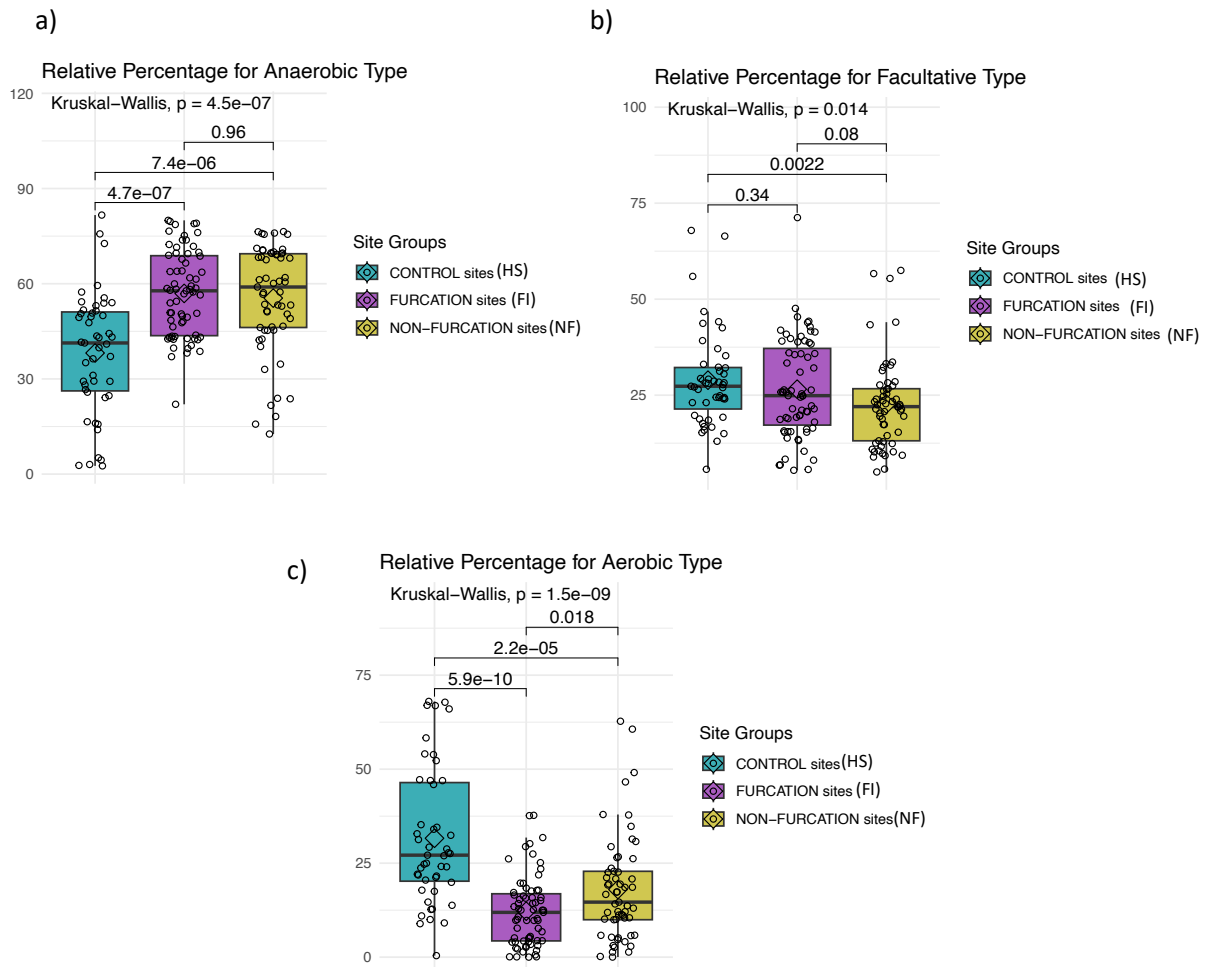 a)
Relative Percentage for Anaerobic Type
120
Kruskal−Wallis, p = 4.5e−07
0.96
7.4e−06
90
4.7e−07
Site Groups
CONTROL sites (HS)
60
FURCATION sites (FI)
NON−FURCATION sites (NF)
30
0
b)
Relative Percentage for Facultative Type
100
Kruskal−Wallis, p = 0.014
0.08
0.0022
75
0.34
Site Groups
CONTROL sites (HS)
50
FURCATION sites (FI)
NON−FURCATION sites (NF)
25
c)
Relative Percentage for Aerobic Type
Kruskal−Wallis, p = 1.5e−09
0.018
2.2e−05
75
5.9e−10
Site Groups
CONTROL sites (HS)
50
FURCATION sites (FI)
NON−FURCATION sites (NF)
25
0